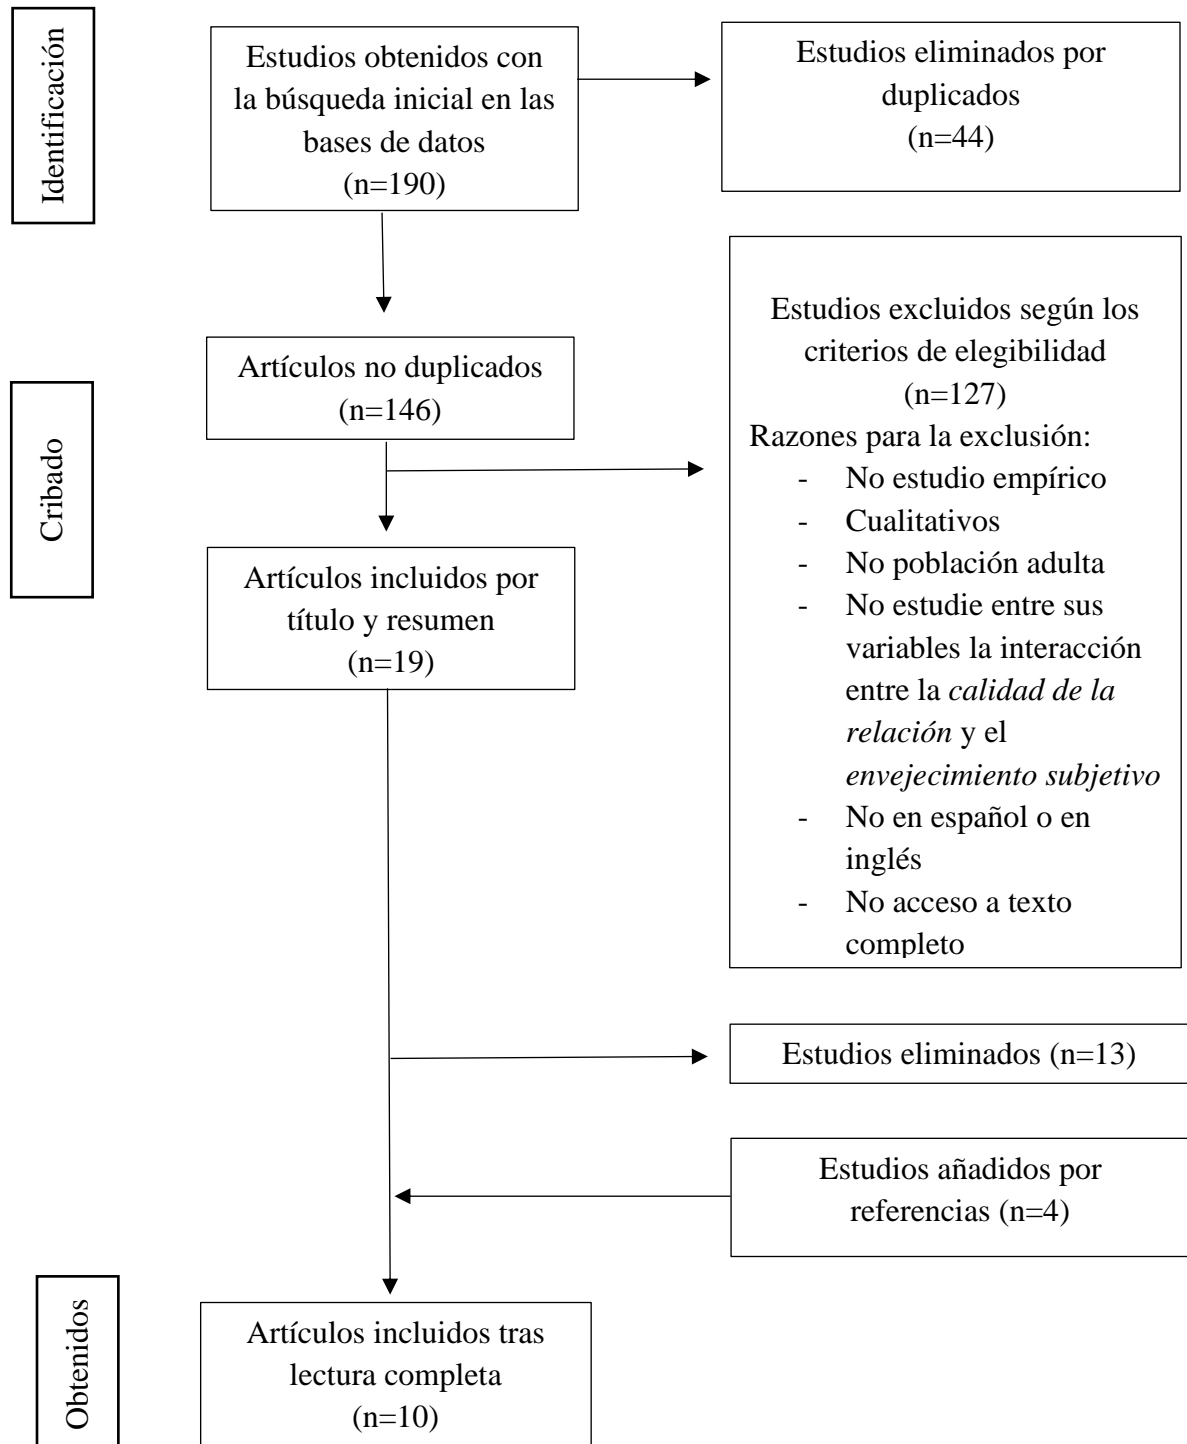 Identificación
Estudios obtenidos con
la búsqueda inicial en las
bases de datos
(n=190)
Estudios eliminados por
duplicados
(n=44)
Cribado
Artículos no duplicados
(n=146)
Estudios excluidos según los
criterios de elegibilidad
(n=127)
Razones para la exclusión:
- No estudio empírico
- Cualitativos
- No población adulta
- No estudie entre sus
variables la interacción
entre la calidad de la
relación y el
envejecimiento subjetivo
- No en español o en
inglés
- No acceso a texto
completo
Artículos incluidos por
título y resumen
(n=19)
Estudios eliminados (n=13)
Estudios añadidos por
referencias (n=4)
Obtenidos
Artículos incluidos tras
lectura completa
(n=10)